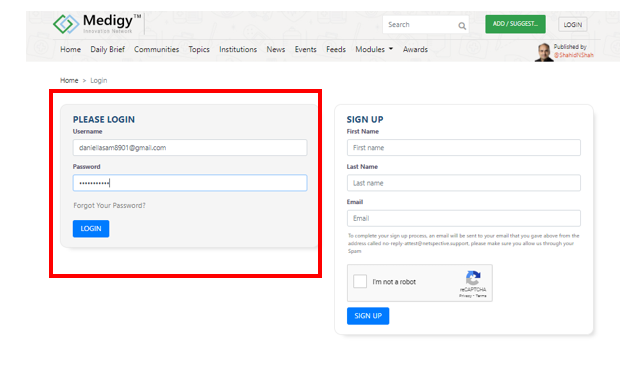 Medigy™
Innovation Network
Search
ADD / SUGGEST...
LOGIN
Home Daily Brief Communities Topics Institutions News Events Feeds Modules Awards
Published by
@ShahidNShah
Home > Login
PLEASE LOGIN
Username
daniellasam8901@gmail.com
Password
•••••••••••
Forgot Your Password?
LOGIN
SIGN UP
First Name
First name
Last Name
Last name
Email
Email
To complete your sign up process, an email will be sent to your email that you gave above from the
address called no-reply-attest@netspective.support, please make sure you allow us through your
Spam
I'm not a robot
reCAPTCHA
Privacy - Terms
SIGN UP